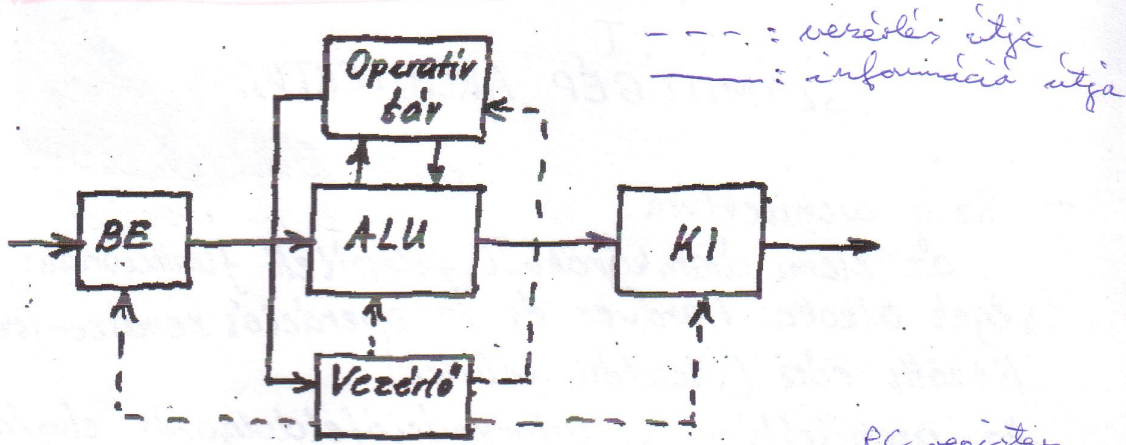 - - - : vezérlés útja
——— : információ útja
Operatív
tár
BE
ALU
KI
Vezérlő